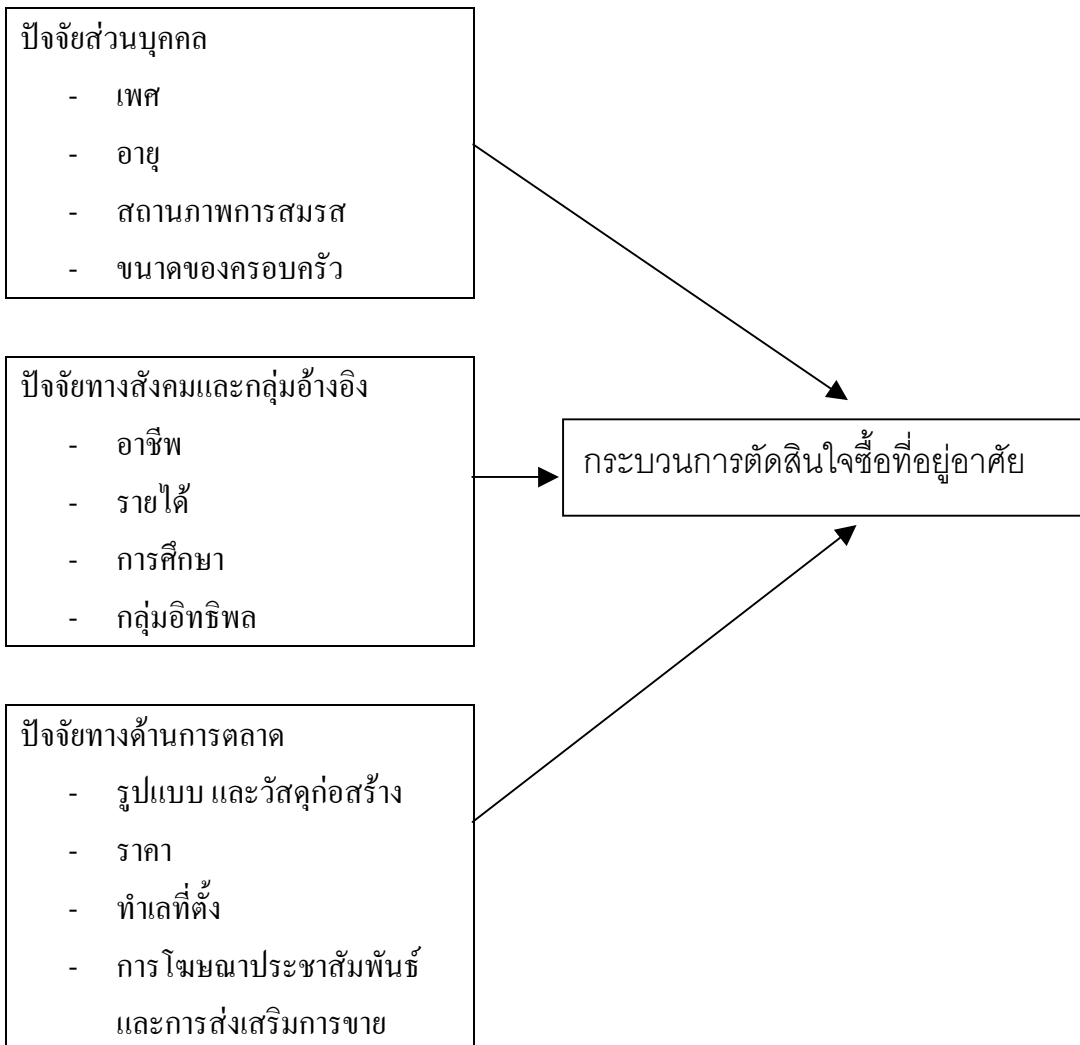 ปัจจัยส่วนบุคคล
- เพศ
- อายุ
- สถานภาพการสมรส
- ขนาดของครอบครัว
ปัจจัยทางสังคมและกลุ่มอ้างอิง
- อาชีพ
- รายได้
- การศึกษา
- กลุ่มอิทธิพล
กระบวนการตัดสินใจซื้อที่อยู่อาศัย
ปัจจัยทางด้านการตลาด
- รูปแบบ และวัสดุก่อสร้าง
- ราคา
- ทำเลที่ตั้ง
- การโฆษณาประชาสัมพันธ์
และการส่งเสริมการขาย